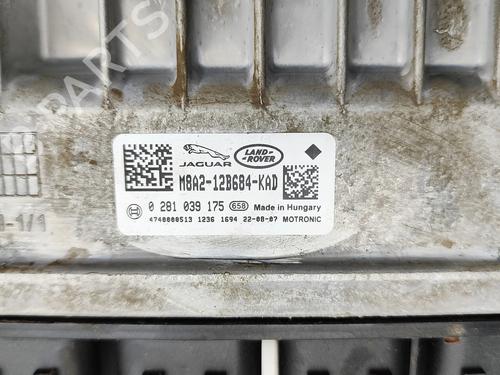 JAGUAR
LAND-
ROVER
M8A2-12B684-KAD
0 281 039 175 658 Made in Hungary
4740000513 1236 1694 22-08-07 MOTRONIC
B-PARTS